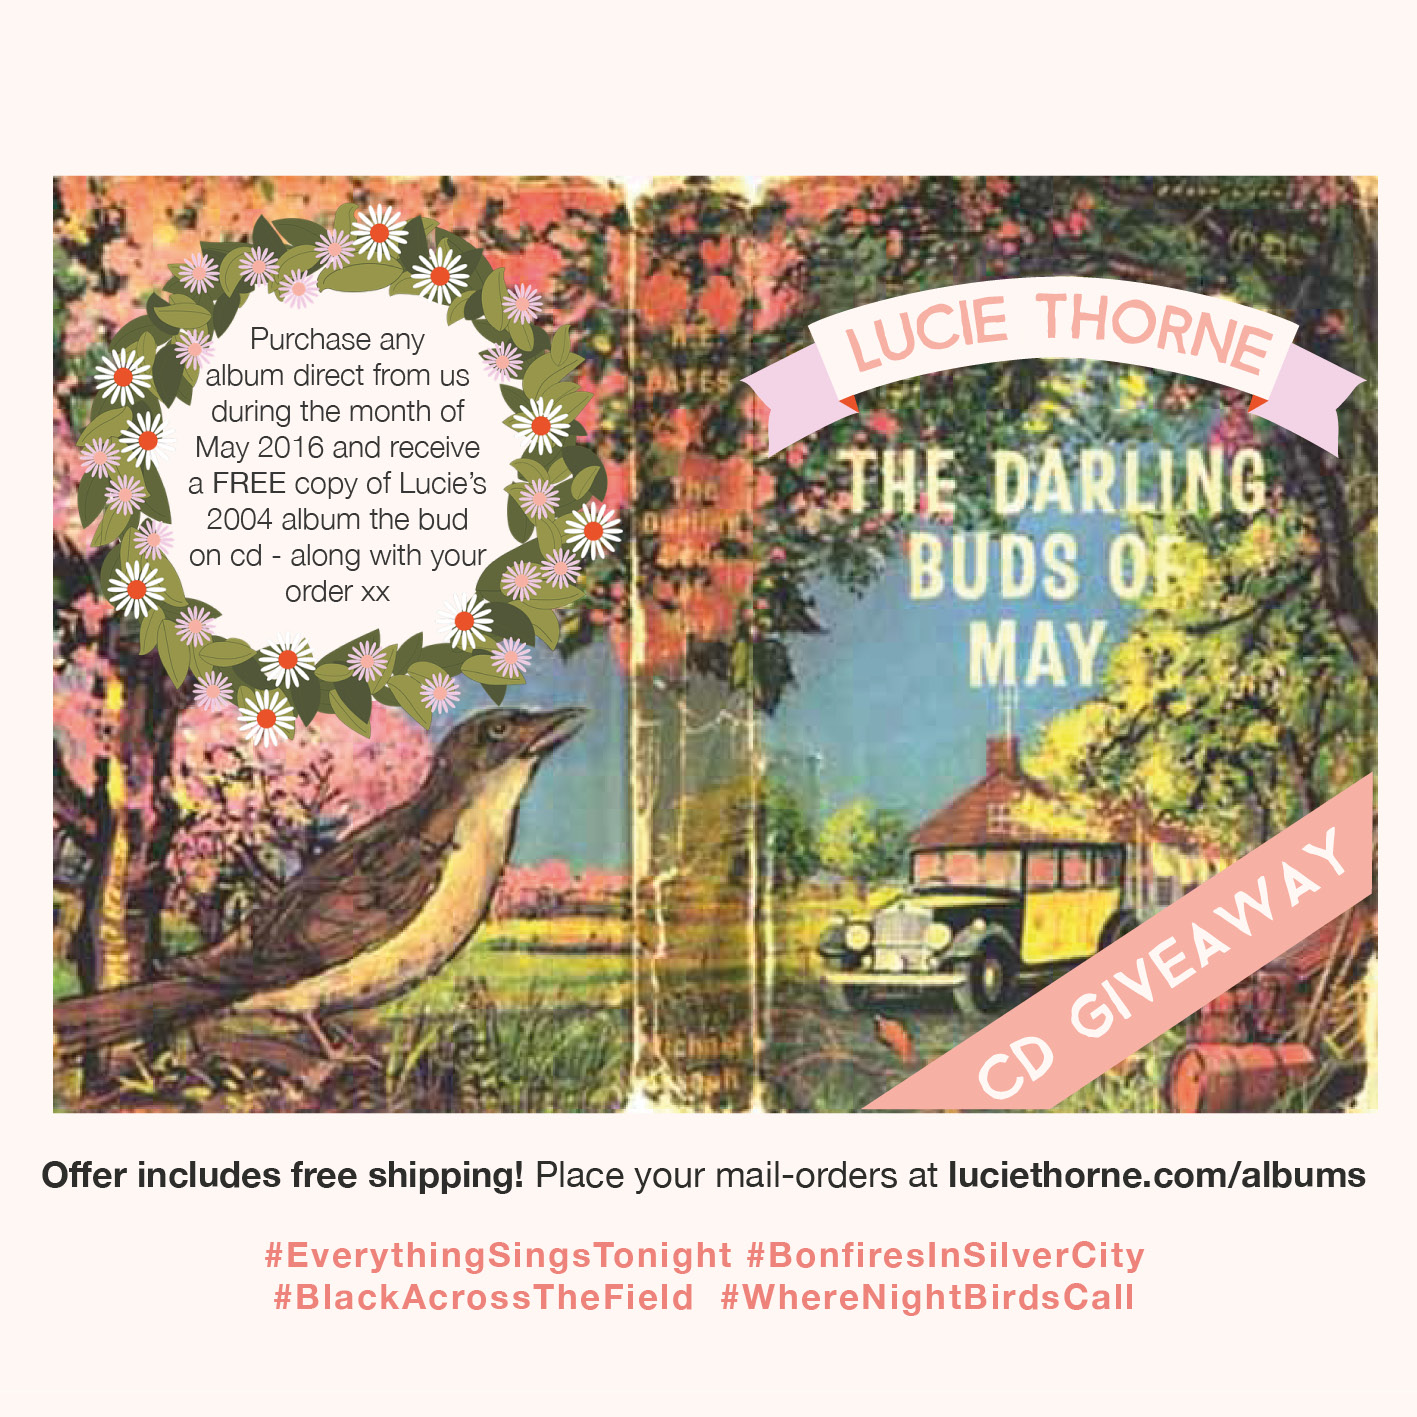 Purchase any
album direct from us
during the month of
May 2016 and receive
a FREE copy of Lucie's
2004 album the bud
on cd - along with your
order xx
BATES
The
LUCIE THORNE
THE DARLING
BUDS OF
MAY
CD GIVEAWAY
Offer includes free shipping! Place your mail-orders at luciethorne.com/albums
#EverythingSingsTonight #BonfiresInSilverCity
#BlackAcrossTheField #WhereNightBirdsCall